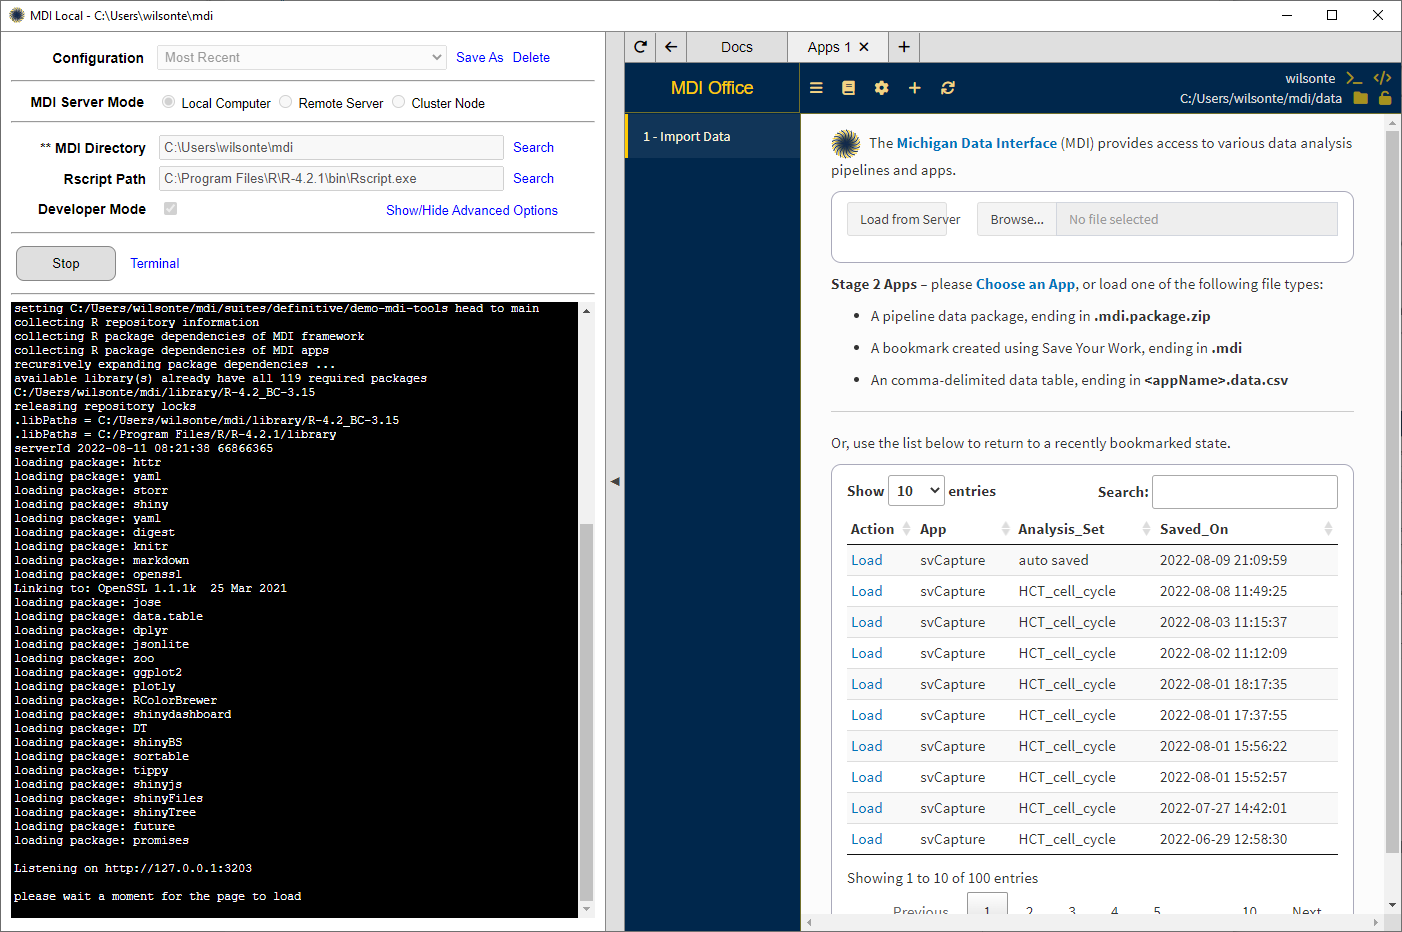 MDI Local - C:\Users\wilsonte\mdi
Configuration Most Recent Save As Delete
MDI Server Mode Local Computer Remote Server Cluster Node
** MDI Directory C:\Users\wilsonte\mdi Search
Rscript Path C:\Program Files\R\R-4.2.1\bin\Rscript.exe Search
Developer Mode Show/Hide Advanced Options
Stop Terminal
setting C:/Users/wilsonte/mdi/suites/definitive/demo-mdi-tools head to main
collecting R repository information
collecting R package dependencies of MDI framework
collecting R package dependencies of MDI apps
recursively expanding package dependencies ...
available library(s) already have all 119 required packages
C:/Users/wilsonte/mdi/library/R-4.2_BC-3.15
releasing repository locks
.libPaths = C:/Users/wilsonte/mdi/library/R-4.2_BC-3.15
.libPaths = C:/Program Files/R/R-4.2.1/library
serverId 2022-08-11 08:21:38 66866365
loading package: httr
loading package: yaml
loading package: storr
loading package: shiny
loading package: yaml
loading package: digest
loading package: knitr
loading package: markdown
loading package: openssl
Linking to: OpenSSL 1.1.1k  25 Mar 2021
loading package: jose
loading package: data.table
loading package: dplyr
loading package: jsonlite
loading package: zoo
loading package: ggplot2
loading package: plotly
loading package: RColorBrewer
loading package: shinydashboard
loading package: DT
loading package: shinyBS
loading package: sortable
loading package: tippy
loading package: shinyjs
loading package: shinyFiles
loading package: shinyTree
loading package: future
loading package: promises
Listening on http://127.0.0.1:3203
please wait a moment for the page to load
Docs Apps 1
MDI Office
wilsonte
C:/Users/wilsonte/mdi/data
1 - Import Data
The Michigan Data Interface (MDI) provides access to various data analysis
pipelines and apps.
Load from Server Browse... No file selected
Stage 2 Apps – please Choose an App, or load one of the following file types:
• A pipeline data package, ending in .mdi.package.zip
• A bookmark created using Save Your Work, ending in .mdi
• An comma-delimited data table, ending in <appName>.data.csv
Or, use the list below to return to a recently bookmarked state.
Show 10 entries Search:
Action App Analysis_Set Saved_On
Load svCapture auto saved 2022-08-09 21:09:59
Load svCapture HCT_cell_cycle 2022-08-08 11:49:25
Load svCapture HCT_cell_cycle 2022-08-03 11:15:37
Load svCapture HCT_cell_cycle 2022-08-02 11:12:09
Load svCapture HCT_cell_cycle 2022-08-01 18:17:35
Load svCapture HCT_cell_cycle 2022-08-01 17:37:55
Load svCapture HCT_cell_cycle 2022-08-01 15:56:22
Load svCapture HCT_cell_cycle 2022-08-01 15:52:57
Load svCapture HCT_cell_cycle 2022-07-27 14:42:01
Load svCapture HCT_cell_cycle 2022-06-29 12:58:30
Showing 1 to 10 of 100 entries
Previous 1 2 3 4 5 10 Next